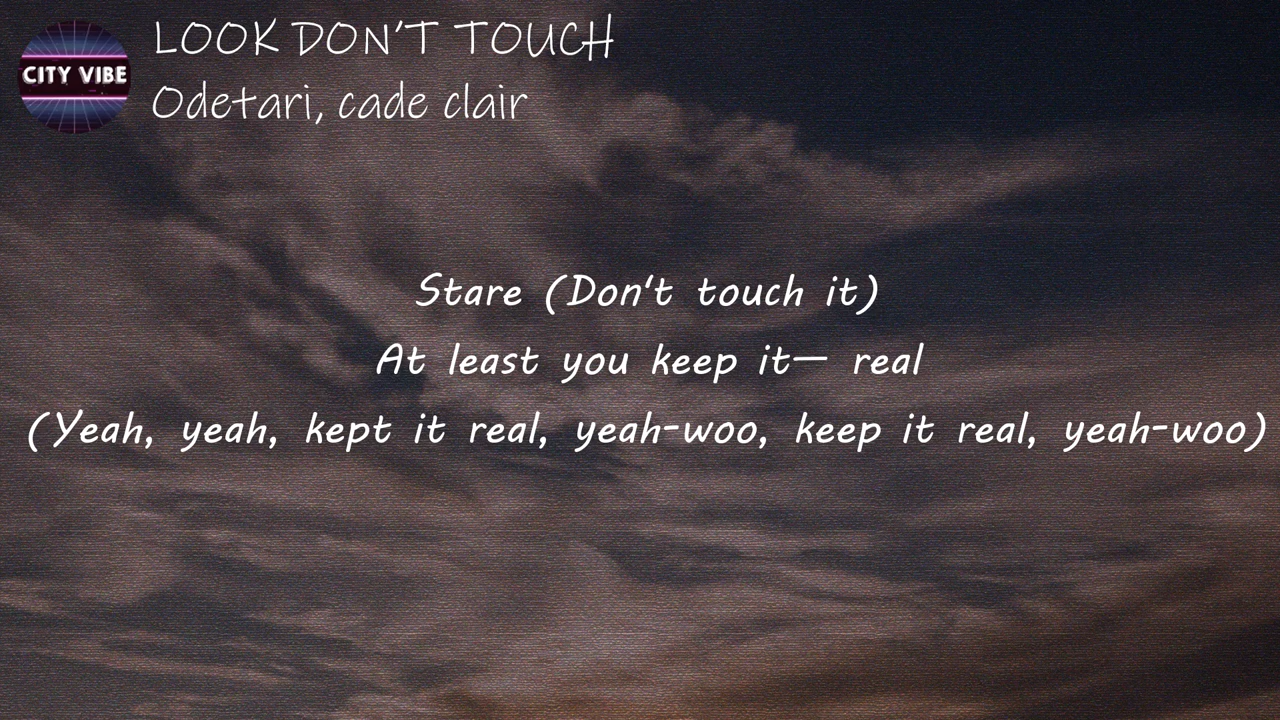 CITY VIBE
LOOK DON'T TOUCH
Odetari, cade clair
Stare (Don't touch it)
At least you keep it— real
(Yeah, yeah, kept it real, yeah-woo, keep it real, yeah-woo)